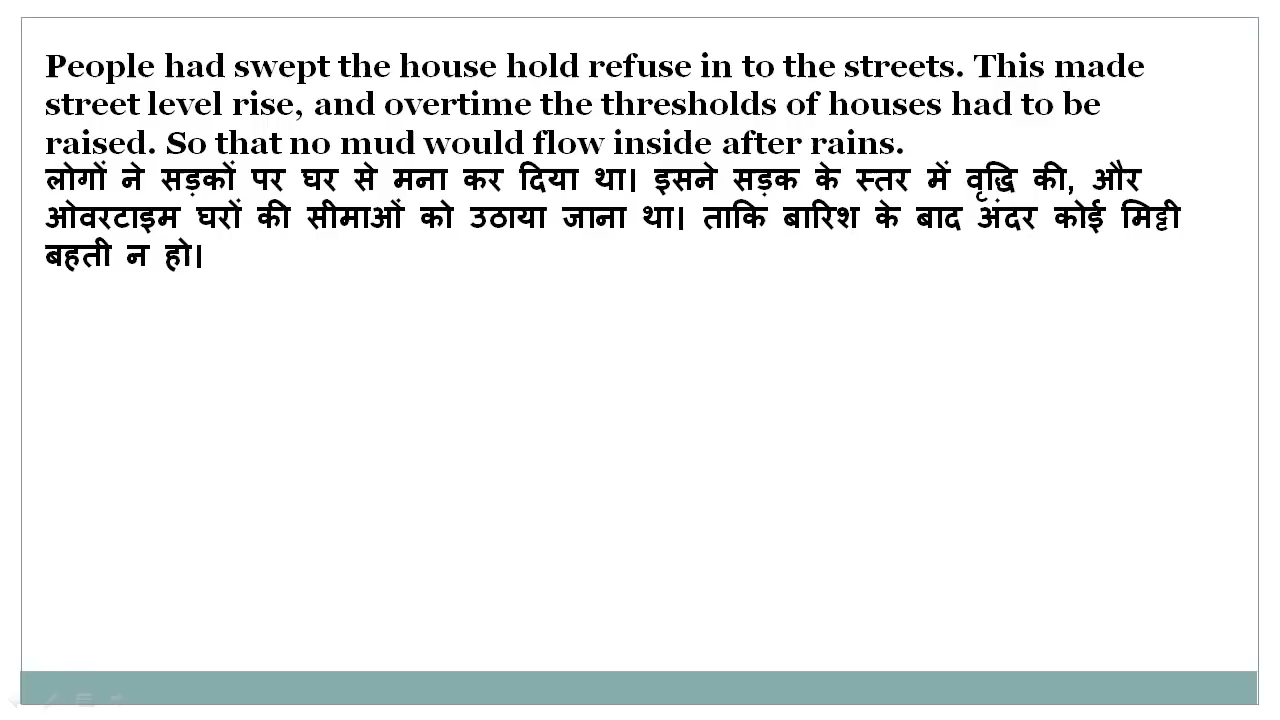 People had swept the house hold refuse in to the streets. This made
street level rise, and overtime the thresholds of houses had to be
raised. So that no mud would flow inside after rains.
लोगों ने सड़कों पर घर से मना कर दिया था। इसने सड़क के स्तर में वृद्धि की, और
ओवरटाइम घरों की सीमाओं को उठाया जाना था। ताकि बारिश के बाद अंदर कोई मिट्टी
बहती न हो।